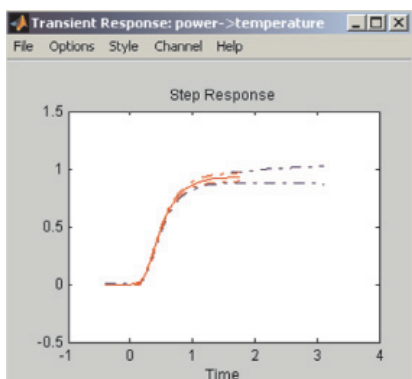 Transient Response: power->temperature
File Options Style Channel Help
Step Response
1.5
1
0.5
0
-0.5
-1 0 1 2 3 4
Time